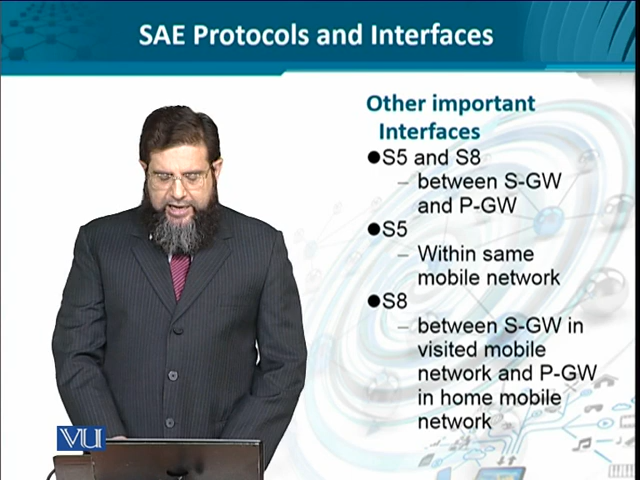 SAE Protocols and Interfaces
Other important
Interfaces
●S5 and S8
– between S-GW
and P-GW
●S5
– Within same
mobile network
●S8
– between S-GW in
visited mobile
network and P-GW
in home mobile
network
VU